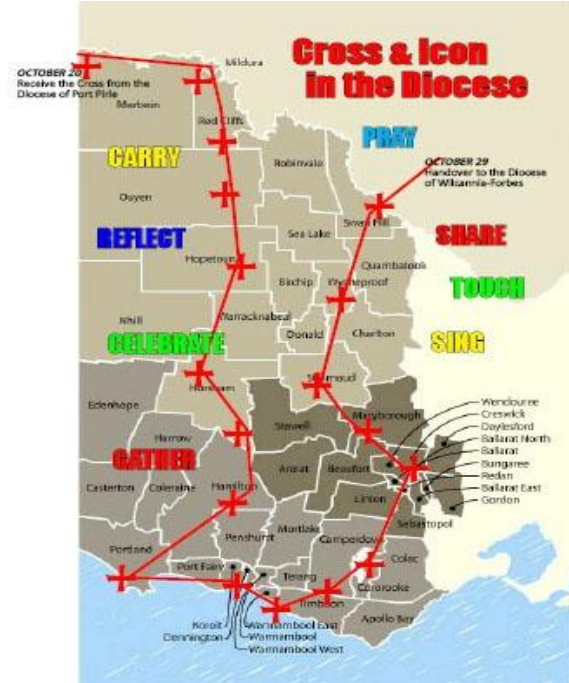 Cross & Icon
in the Diocese
OCTOBER 20
Receive the Cross from the
Diocese of Port Pirie
Mildura
Merbein
Red Cliffs
CARRY
PRAY
Robinvale
OCTOBER 29
Handover to the Diocese
of Wilcannia-Forbes
Ouyen
Swan Hill
REFLECT
Sea Lake
SHARE
Hopetoun
Quambatook
Birchip
Wycheproof
TOUCH
Nhill
Warracknabeal
Donald
Charlton
CELEBRATE
SING
Horsham
St Arnaud
Edenhope
Stawell
Maryborough
Wendouree
Creswick
Daylesford
Ballarat North
Ballarat
Bungaree
Redan
Ballarat East
Gordon
Harrow
GATHER
Ararat
Beaufort
Casterton
Coleraine
Hamilton
Linton
Sebastopol
Mortlake
Penshurst
Camperdown
Portland
Colac
Port Fairy
Terang
Cororooke
Timboon
Koroit
Dennington
Warrnambool East
Warrnambool
Warrnambool West
Apollo Bay